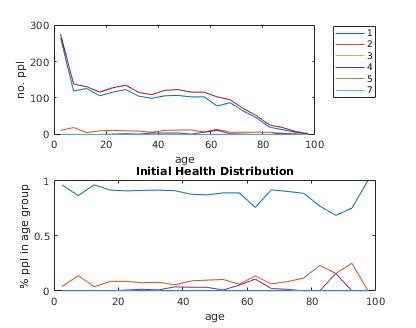 300
200
100
0
no. ppl
0 20 40 60 80 100
age
1
2
3
4
5
7
Initial Health Distribution
1
0.5
0
% ppl in age group
0 20 40 60 80 100
age